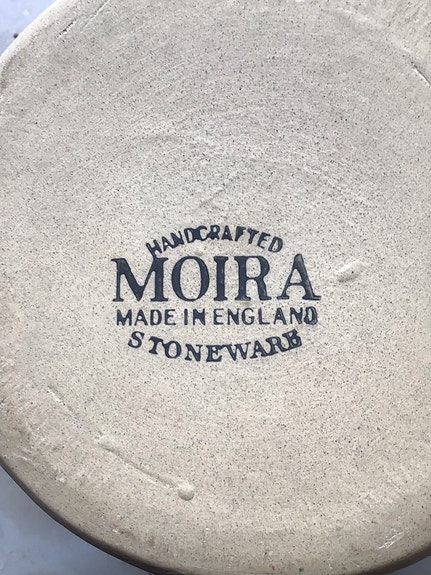 HANDCRAFTED
MOIRA
MADE IN ENGLAND
STONEWARE